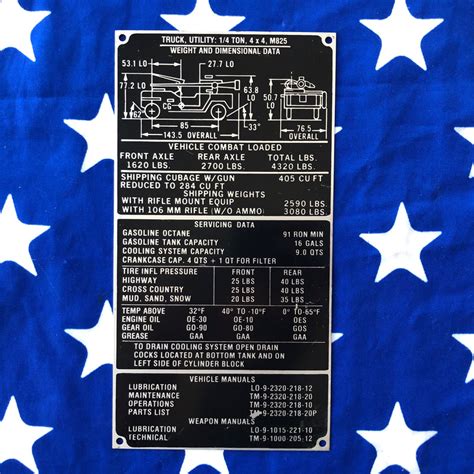 TRUCK, UTILITY: 1/4 TON, 4 x 4, M825
WEIGHT AND DIMENSIONAL DATA
53.1 LO
27.7 LO
77.2 LO
63.8 LO
50.7 LO
62°
85
33°
143.5 OVERALL
76.5 OVERALL
VEHICLE COMBAT LOADED
FRONT AXLE REAR AXLE TOTAL LBS.
1620 LBS. 2700 LBS. 4320 LBS.
SHIPPING CUBAGE W/GUN 405 CU FT
REDUCED TO 284 CU FT
SHIPPING WEIGHTS
WITH RIFLE MOUNT EQUIP 2590 LBS.
WITH 106 MM RIFLE (W/O AMMO) 3080 LBS.
SERVICING DATA
GASOLINE OCTANE 91 RON MIN
GASOLINE TANK CAPACITY 16 GALS
COOLING SYSTEM CAPACITY 9.0 QTS
CRANKCASE CAP. 4 QTS + 1 QT FOR FILTER
TIRE INFL PRESSURE FRONT REAR
HIGHWAY 25 LBS 40 LBS
CROSS COUNTRY 25 LBS 40 LBS
MUD, SAND, SNOW 20 LBS 35 LBS
TEMP ABOVE 32°F 40° TO -10°F 0° TO -65°F
ENGINE OIL OE-30 OE-10 OES
GEAR OIL GO-90 GO-80 GOS
GREASE GAA GAA GAA
TO DRAIN COOLING SYSTEM OPEN DRAIN
COCKS LOCATED AT BOTTOM TANK AND ON
LEFT SIDE OF CYLINDER BLOCK
VEHICLE MANUALS
LUBRICATION LO-9-2320-218-12
MAINTENANCE TM-9-2320-218-20
OPERATIONS TM-9-2320-218-10
PARTS LIST TM-9-2320-218-20P
WEAPON MANUALS
LUBRICATION LO-9-1015-221-10
TECHNICAL TM-9-1000-205-12